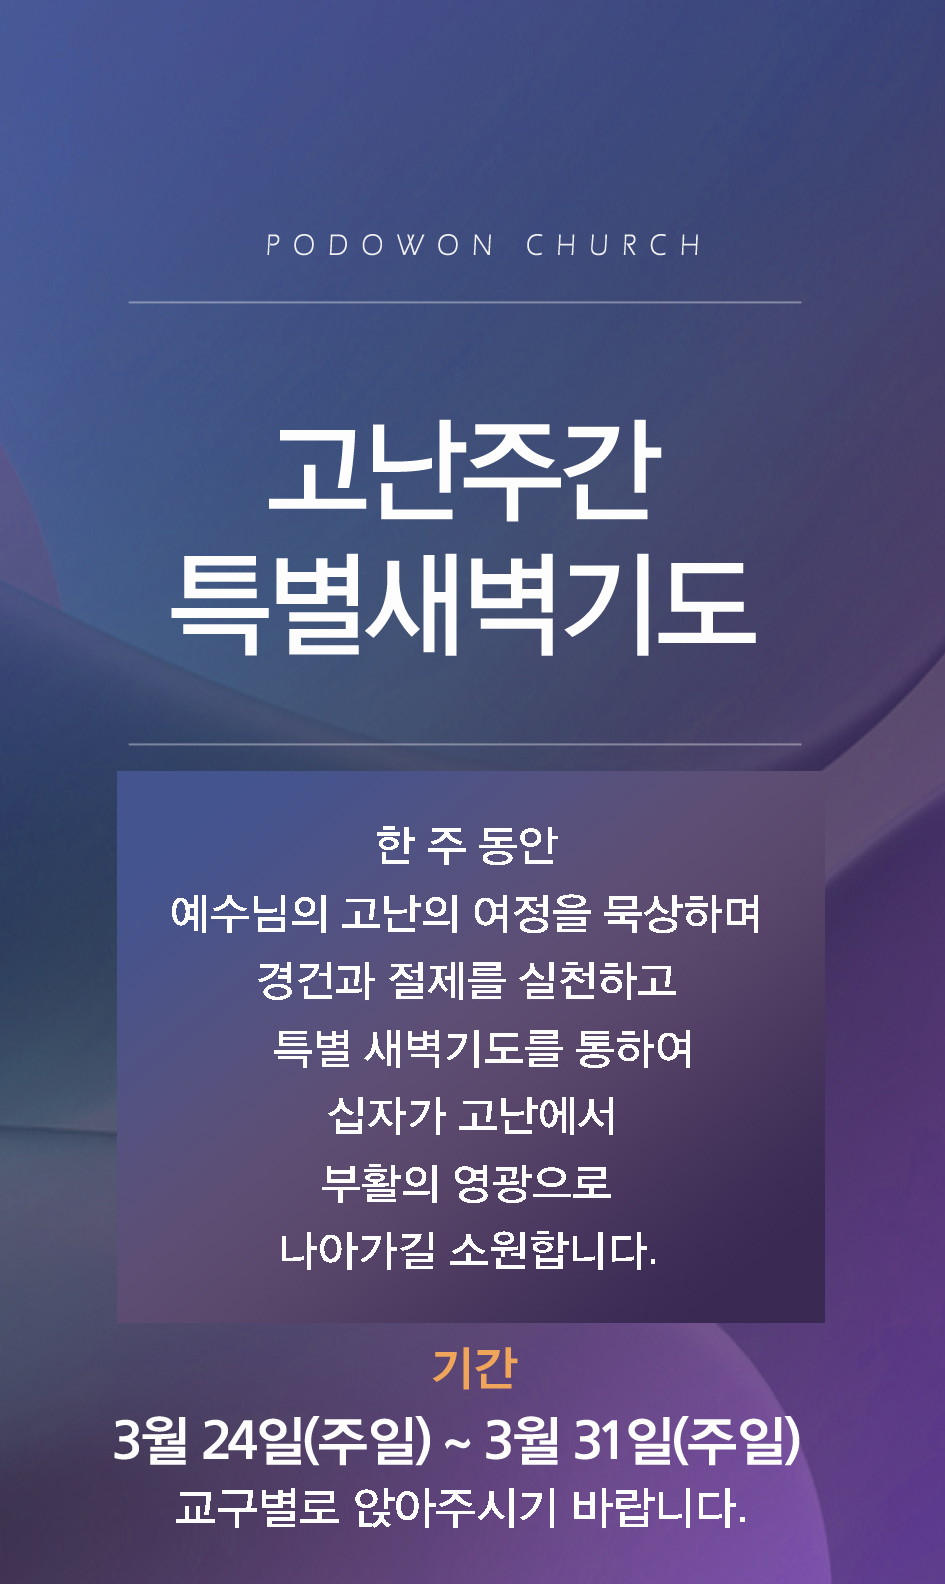 PODOWON CHURCH
고난주간
특별새벽기도
한 주 동안
예수님의 고난의 여정을 묵상하며
경건과 절제를 실천하고
특별 새벽기도를 통하여
십자가 고난에서
부활의 영광으로
나아가길 소원합니다.
기간
3월 24일(주일) ~ 3월 31일(주일)
교구별로 앉아주시기 바랍니다.